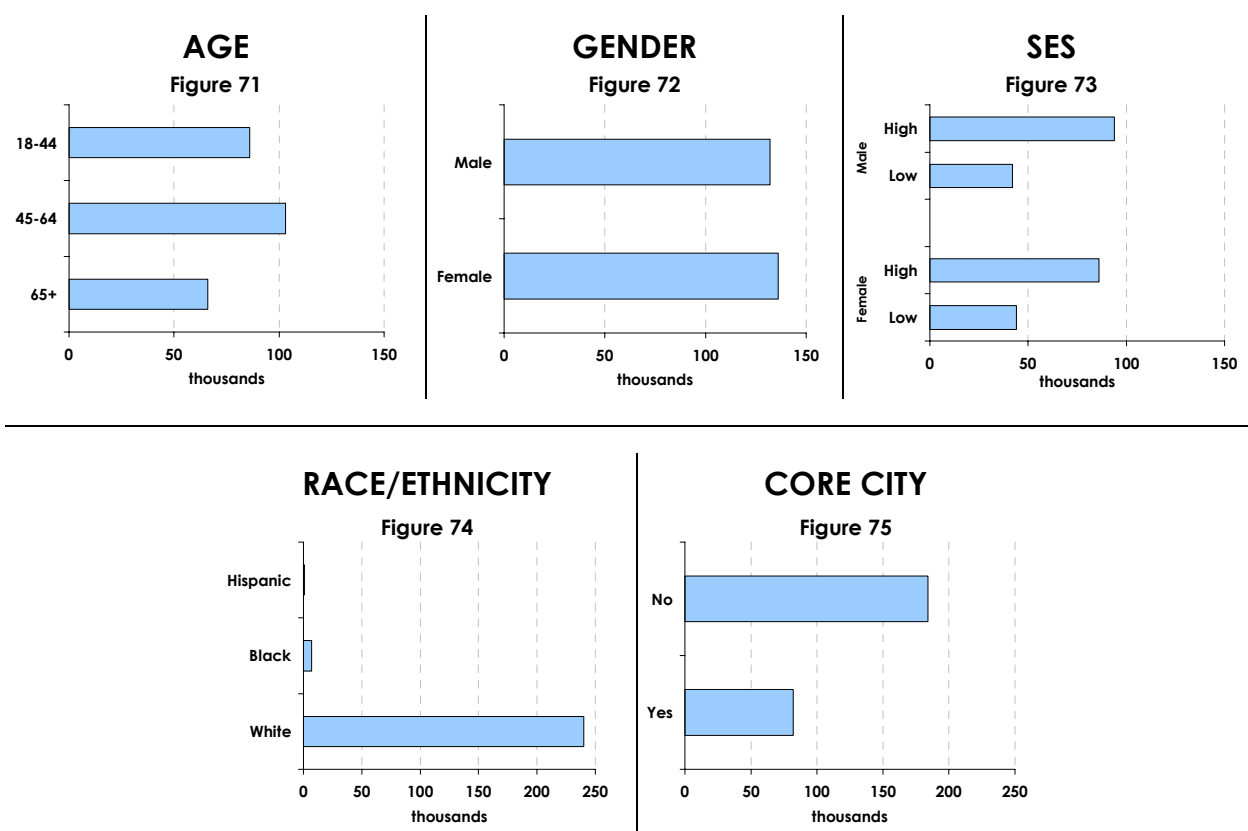 AGE
Figure 71
18-44
45-64
65+
0 50 100 150
thousands
GENDER
Figure 72
Male
Female
0 50 100 150
thousands
SES
Figure 73
Male
High
Low
Female
High
Low
0 50 100 150
thousands
RACE/ETHNICITY
Figure 74
Hispanic
Black
White
0 50 100 150 200 250
thousands
CORE CITY
Figure 75
No
Yes
0 50 100 150 200 250
thousands